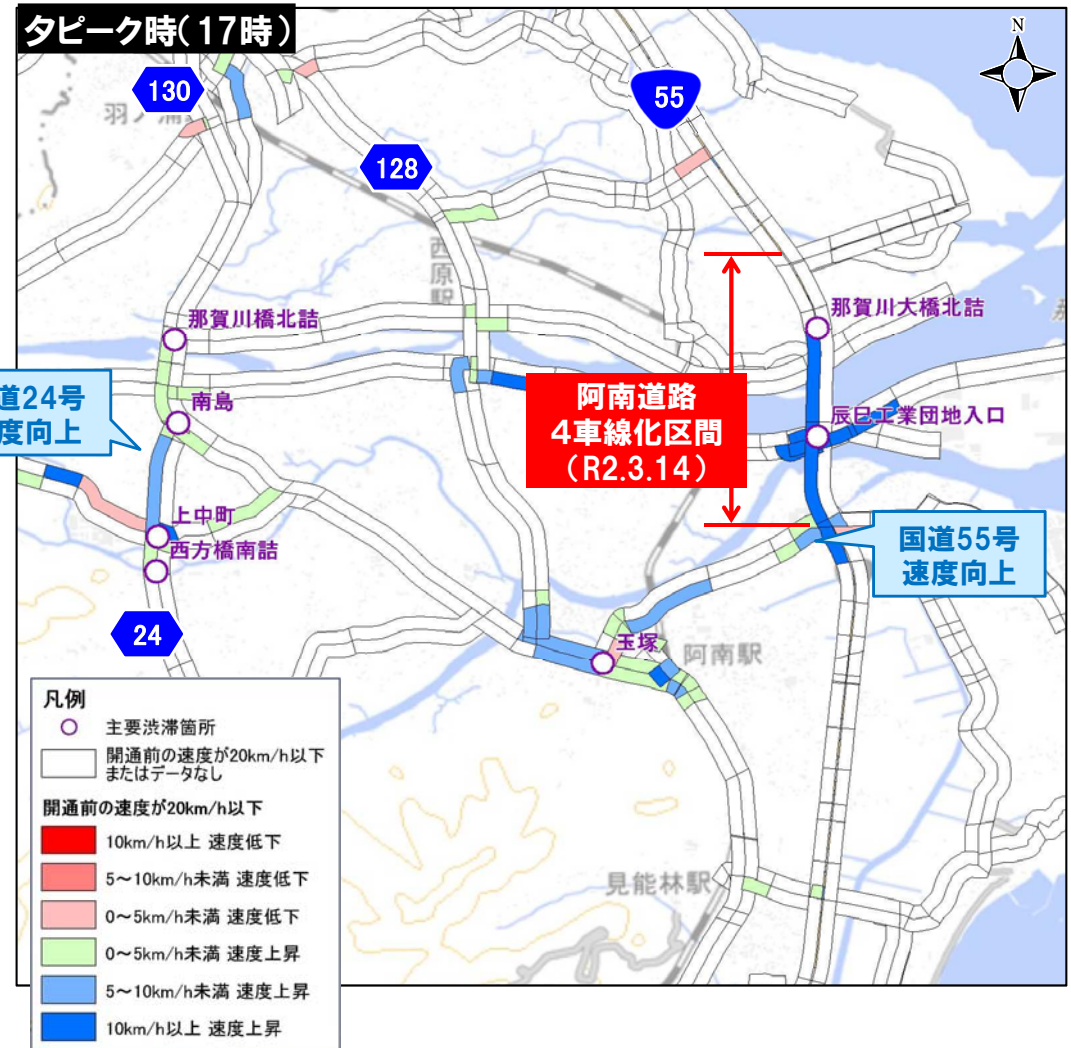 夕ピーク時(17時)
N
130
羽ノ浦
55
128
西原駅
那賀川橋北詰
那賀川大橋北詰
道24号
度向上
南島
阿南道路
4車線化区間
(R2.3.14)
辰巳工業団地入口
上中町
西方橋南詰
国道55号
速度向上
24
玉塚
阿南駅
見能林駅
凡例
主要渋滞箇所
開通前の速度が20km/h以下
またはデータなし
開通前の速度が20km/h以下
10km/h以上 速度低下
5～10km/h未満 速度低下
0～5km/h未満 速度低下
0～5km/h未満 速度上昇
5～10km/h未満 速度上昇
10km/h以上 速度上昇